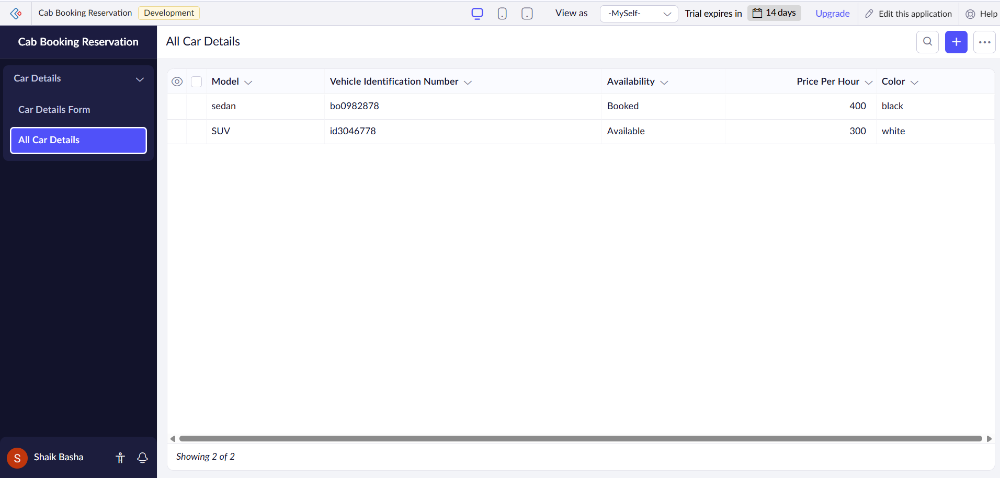 Cab Booking Reservation Development View as -MySelf- Trial expires in 14 days Upgrade Edit this application Help
Cab Booking Reservation
All Car Details
Car Details
Car Details Form
All Car Details
Model Vehicle Identification Number Availability Price Per Hour Color
sedan bo0982878 Booked 400 black
SUV id3046778 Available 300 white
Showing 2 of 2
S Shaik Basha